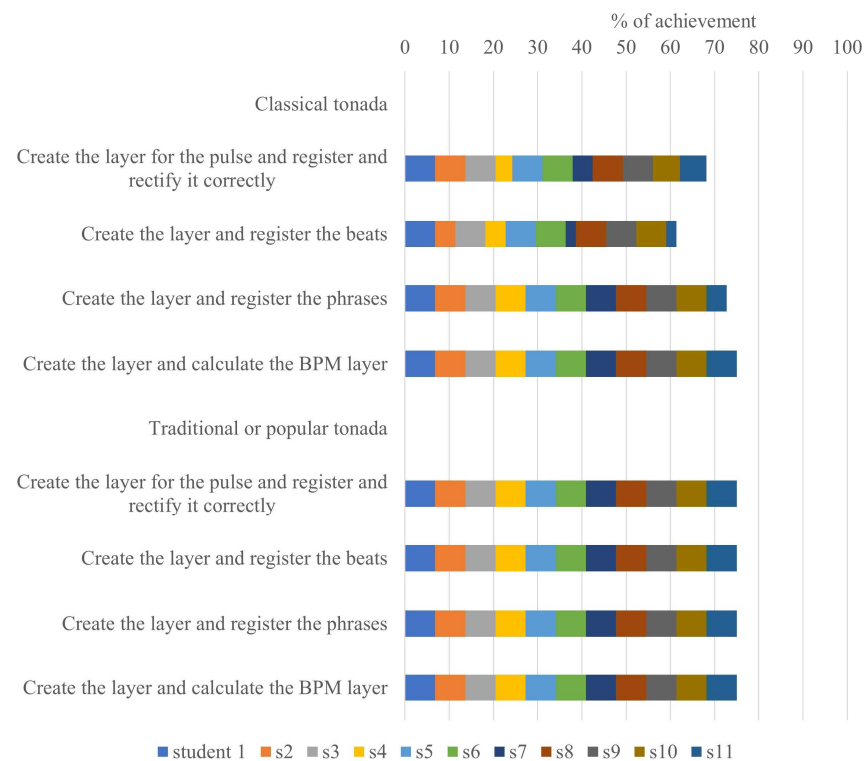 % of achievement
0 10 20 30 40 50 60 70 80 90 100
Classical tonada
Create the layer for the pulse and register and
rectify it correctly
Create the layer and register the beats
Create the layer and register the phrases
Create the layer and calculate the BPM layer
Traditional or popular tonada
Create the layer for the pulse and register and
rectify it correctly
Create the layer and register the beats
Create the layer and register the phrases
Create the layer and calculate the BPM layer
student 1 s2 s3 s4 s5 s6 s7 s8 s9 s10 s11